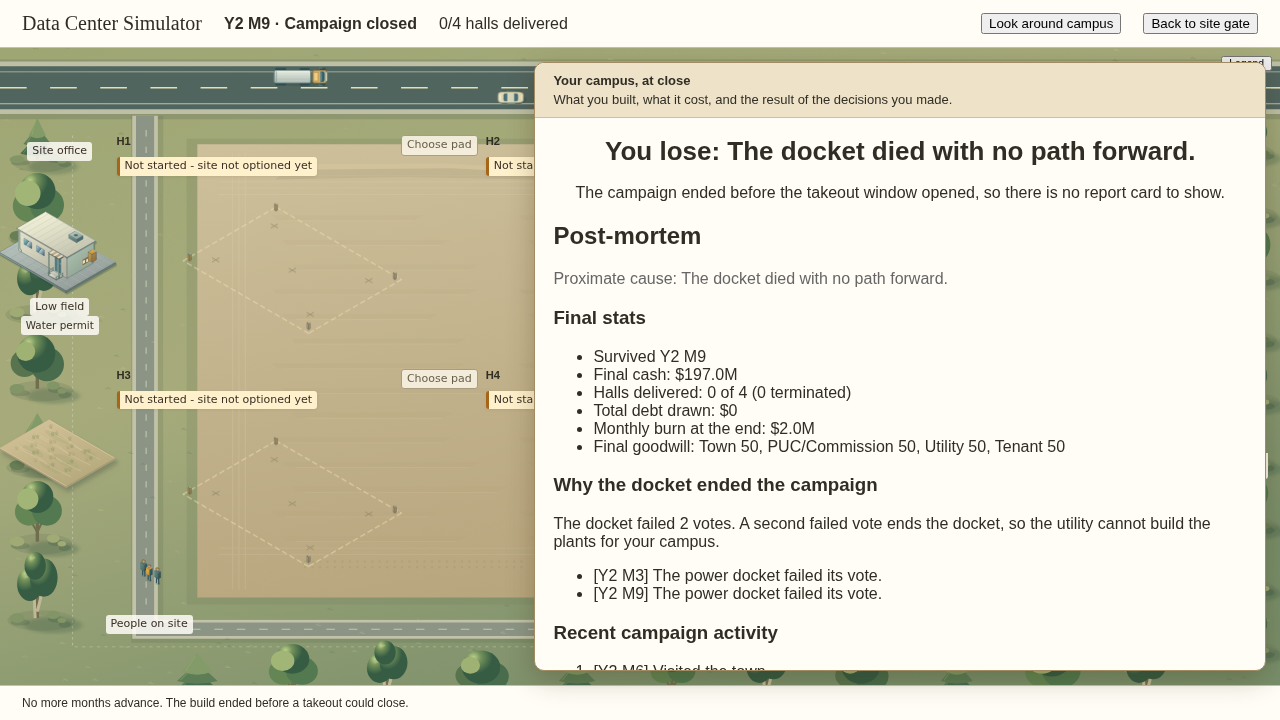 Data Center Simulator
Y2 M9 · Campaign closed
0/4 halls delivered
Look around campus
Back to site gate
Your campus, at close
What you built, what it cost, and the result of the decisions you made.
Site office
H1
Not started - site not optioned yet
Choose pad
H2
Not sta
Low field
Water permit
H3
Not started - site not optioned yet
Choose pad
H4
Not sta
People on site
You lose: The docket died with no path forward.
The campaign ended before the takeout window opened, so there is no report card to show.
Post-mortem
Proximate cause: The docket died with no path forward.
Final stats
Survived Y2 M9
Final cash: $197.0M
Halls delivered: 0 of 4 (0 terminated)
Total debt drawn: $0
Monthly burn at the end: $2.0M
Final goodwill: Town 50, PUC/Commission 50, Utility 50, Tenant 50
Why the docket ended the campaign
The docket failed 2 votes. A second failed vote ends the docket, so the utility cannot build the
plants for your campus.
[Y2 M3] The power docket failed its vote.
[Y2 M9] The power docket failed its vote.
Recent campaign activity
1. [Y2 M6] Visited the town.
No more months advance. The build ended before a takeout could close.